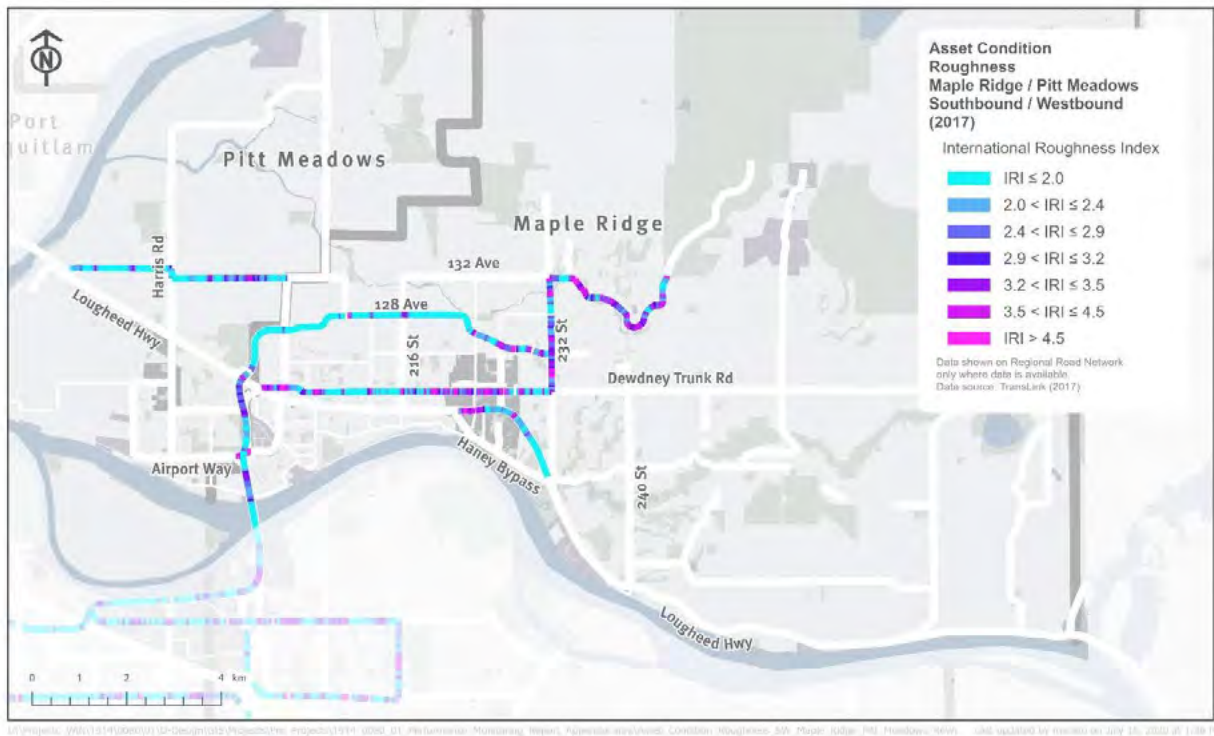 N
Port
quitlam
Pitt Meadows
Maple Ridge
Harris Rd
Lougheed Hwy
132 Ave
128 Ave
216 St
232 St
Dewdney Trunk Rd
Airport Way
Haney Bypass
240 St
Lougheed Hwy
0 1 2 4 km
Asset Condition
Roughness
Maple Ridge / Pitt Meadows
Southbound / Westbound
(2017)
International Roughness Index
IRI ≤ 2.0
2.0 < IRI ≤ 2.4
2.4 < IRI ≤ 2.9
2.9 < IRI ≤ 3.2
3.2 < IRI ≤ 3.5
3.5 < IRI ≤ 4.5
IRI > 4.5
Data shown on Regional Road Network
only where data is available.
Data source: TransLink (2017)